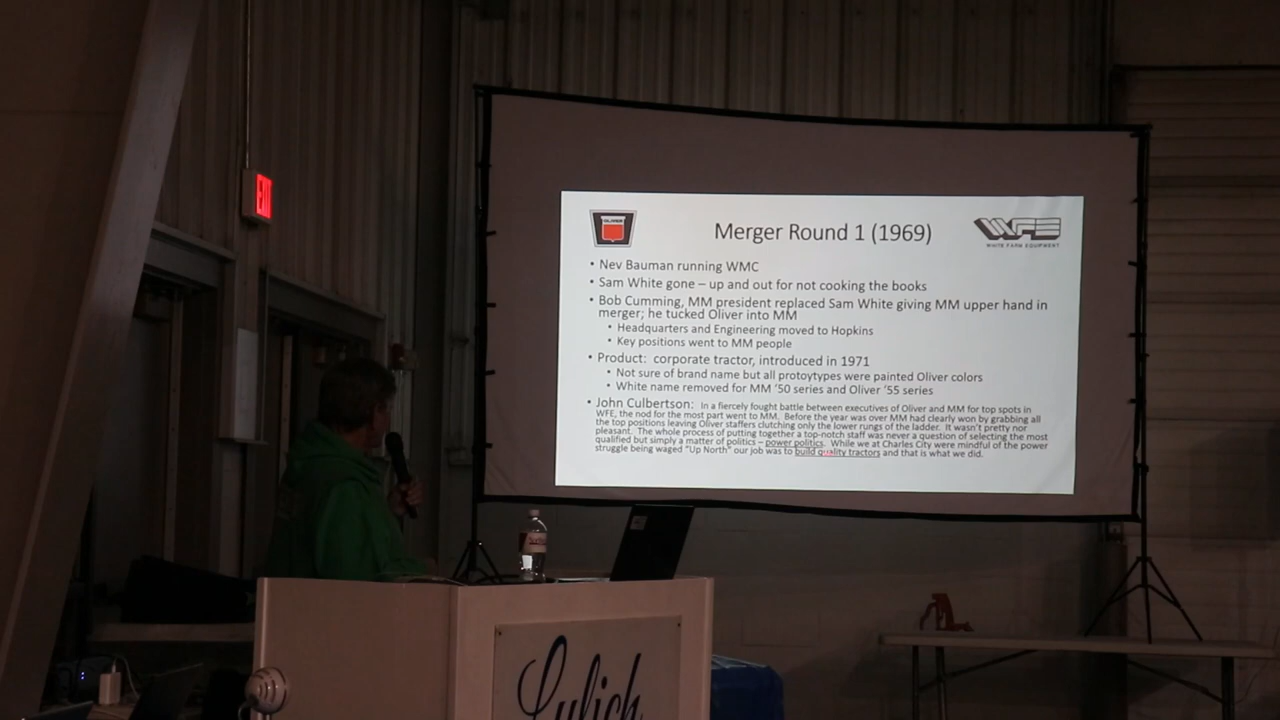 EXIT
OLIVER
Merger Round 1 (1969)
WFE
WHITE FARM EQUIPMENT
• Nev Bauman running WMC
• Sam White gone – up and out for not cooking the books
• Bob Cumming, MM president replaced Sam White giving MM upper hand in
merger; he tucked Oliver into MM
• Headquarters and Engineering moved to Hopkins
• Key positions went to MM people
• Product: corporate tractor, introduced in 1971
• Not sure of brand name but all protoytypes were painted Oliver colors
• White name removed for MM '50 series and Oliver '55 series
• John Culbertson: In a fiercely fought battle between executives of Oliver and MM for top spots in
WFE, the nod for the most part went to MM. Before the year was over MM had clearly won by grabbing all
the top positions leaving Oliver staffers clutching only the lower rungs of the ladder. It wasn't pretty nor
pleasant. The whole process of putting together a top-notch staff was never a question of selecting the most
qualified but simply a matter of politics – power politics. While we at Charles City were mindful of the power
struggle being waged "Up North" our job was to build quality tractors and that is what we did.
Lulich